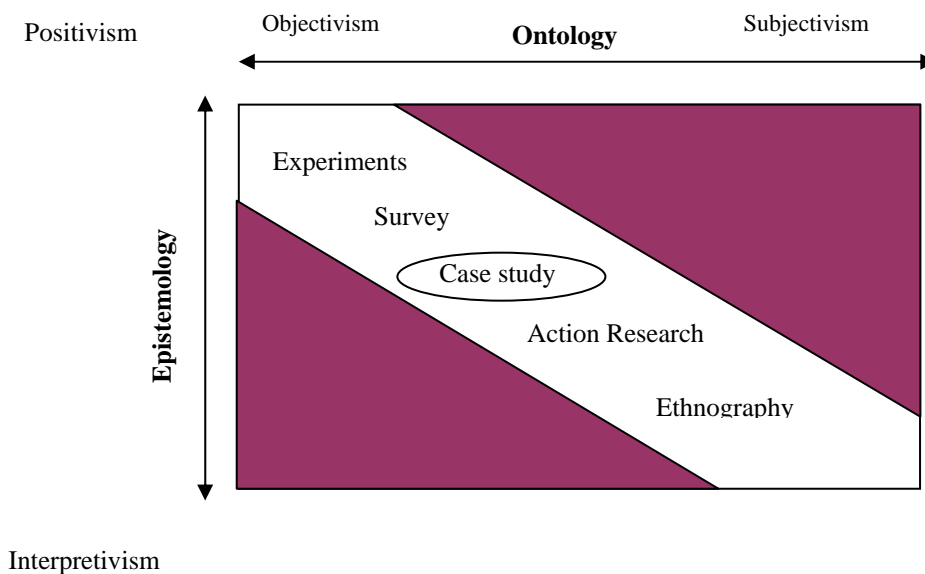 Positivism
Objectivism
Ontology
Subjectivism
Experiments
Survey
Case study
Action Research
Ethnography
Epistemology
Interpretivism